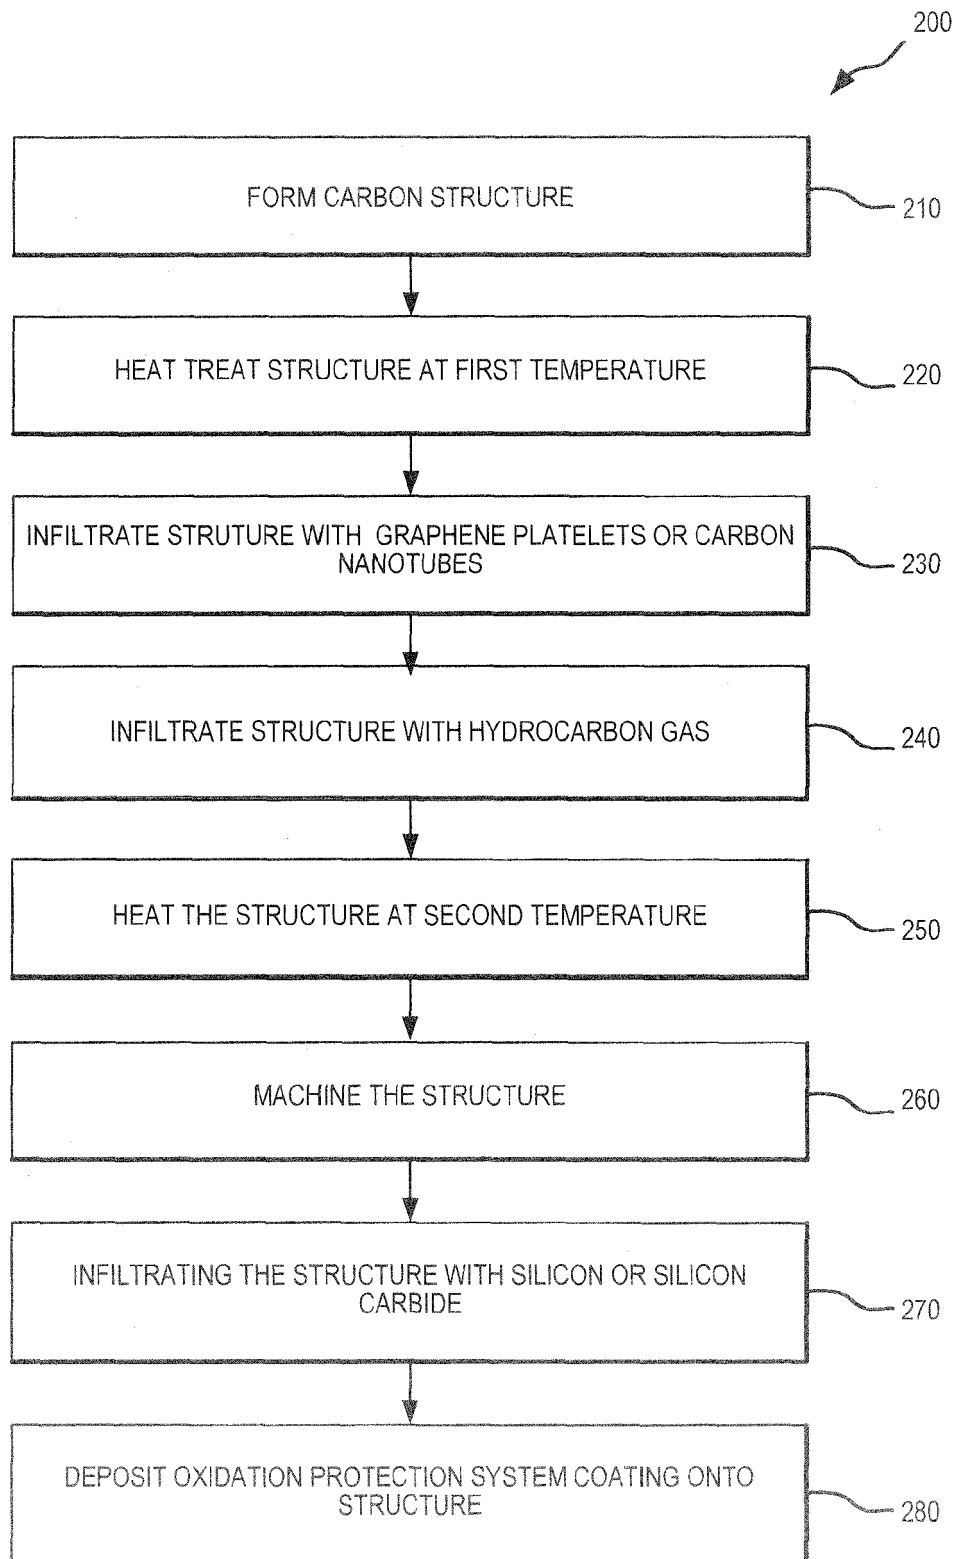 200
FORM CARBON STRUCTURE
210
HEAT TREAT STRUCTURE AT FIRST TEMPERATURE
220
INFILTRATE STRUTURE WITH GRAPHENE PLATELETS OR CARBON
NANOTUBES
230
INFILTRATE STRUCTURE WITH HYDROCARBON GAS
240
HEAT THE STRUCTURE AT SECOND TEMPERATURE
250
MACHINE THE STRUCTURE
260
INFILTRATING THE STRUCTURE WITH SILICON OR SILICON
CARBIDE
270
DEPOSIT OXIDATION PROTECTION SYSTEM COATING ONTO
STRUCTURE
280